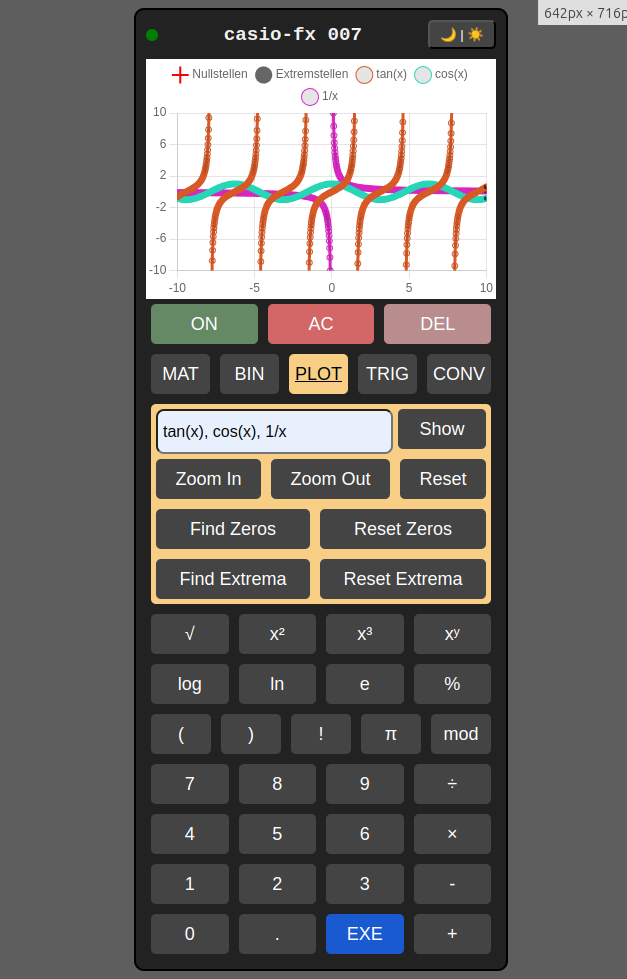 642px × 716p
casio-fx 007
🌙 | ☀️
Nullstellen Extremstellen tan(x) cos(x)
1/x
10
6
2
-2
-6
-10
-10 -5 0 5 10
ON AC DEL
MAT BIN PLOT TRIG CONV
tan(x), cos(x), 1/x Show
Zoom In Zoom Out Reset
Find Zeros Reset Zeros
Find Extrema Reset Extrema
√ x² x³ xʸ
log ln e %
( ) ! π mod
7 8 9 ÷
4 5 6 ×
1 2 3 -
0 . EXE +